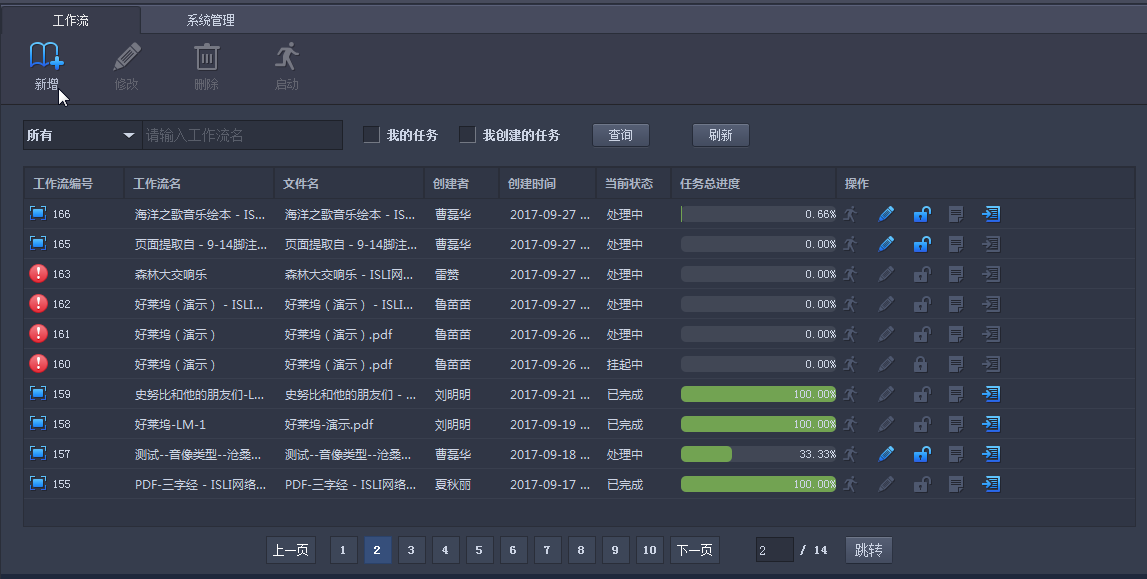 工作流 系统管理
新增 修改 删除 启动
所有 请输入工作流名 我的任务 我创建的任务 查询 刷新
工作流编号 工作流名 文件名 创建者 创建时间 当前状态 任务总进度 操作
166 海洋之歌音乐绘本 - IS... 海洋之歌音乐绘本 - IS... 曹磊华 2017-09-27 ... 处理中 0.66%
165 页面提取自 - 9-14脚注... 页面提取自 - 9-14脚注... 曹磊华 2017-09-27 ... 处理中 0.00%
163 森林大交响乐 森林大交响乐 - ISLI网... 雷赞 2017-09-27 ... 处理中 0.00%
162 好莱坞（演示） - ISLI... 好莱坞（演示） - ISLI... 鲁苗苗 2017-09-27 ... 处理中 0.00%
161 好莱坞（演示） 好莱坞（演示）.pdf 鲁苗苗 2017-09-26 ... 处理中 0.00%
160 好莱坞（演示） 好莱坞（演示）.pdf 鲁苗苗 2017-09-26 ... 挂起中 0.00%
159 史努比和他的朋友们-L... 史努比和他的朋友们 - ... 刘明明 2017-09-21 ... 已完成 100.00%
158 好莱坞-LM-1 好莱坞-演示.pdf 刘明明 2017-09-19 ... 已完成 100.00%
157 测试--音像类型--沧桑... 测试--音像类型--沧桑... 曹磊华 2017-09-18 ... 处理中 33.33%
155 PDF-三字经 - ISLI网络... PDF-三字经 - ISLI网络... 夏秋丽 2017-09-17 ... 已完成 100.00%
上一页 1 2 3 4 5 6 7 8 9 10 下一页 2 / 14 跳转